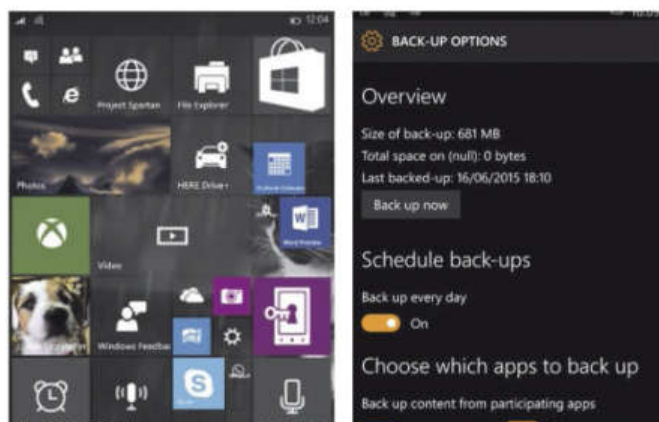 12:04
Project Spartan
File Explorer
Photos
HERE Drive+
Outlook Calendar
Word Preview
Video
Windows Feedba
BACK-UP OPTIONS
Overview
Size of back-up: 681 MB
Total space on (null): 0 bytes
Last backed-up: 16/06/2015 18:10
Back up now
Schedule back-ups
Back up every day
On
Choose which apps to back up
Back up content from participating apps